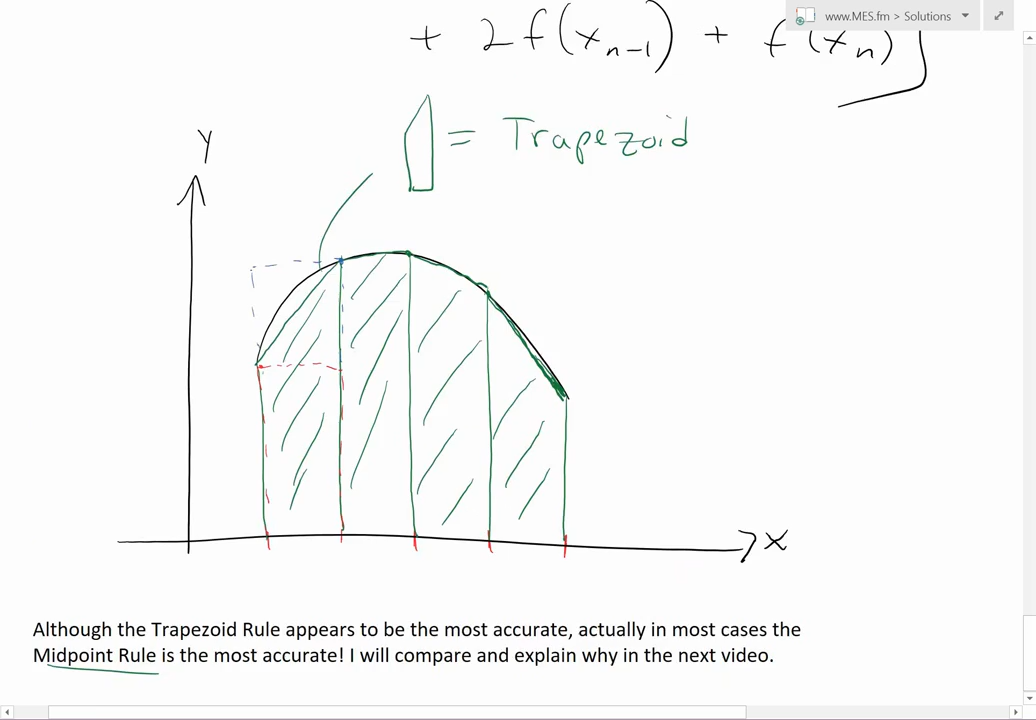 www.MES.fm > Solutions
+ 2f(xₙ₋₁) + f(xₙ)]
= Trapezoid
Y
X
Although the Trapezoid Rule appears to be the most accurate, actually in most cases the
Midpoint Rule is the most accurate! I will compare and explain why in the next video.